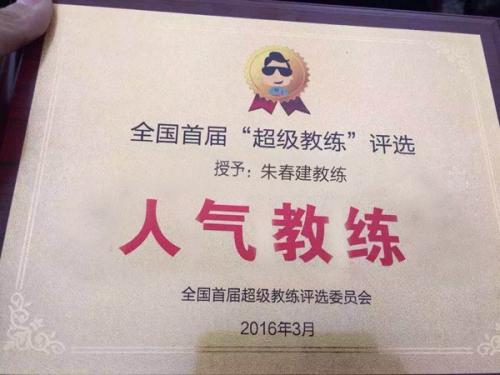 全国首届“超级教练”评选
授予：朱春建教练
人气教练
全国首届超级教练评选委员会
2016年3月